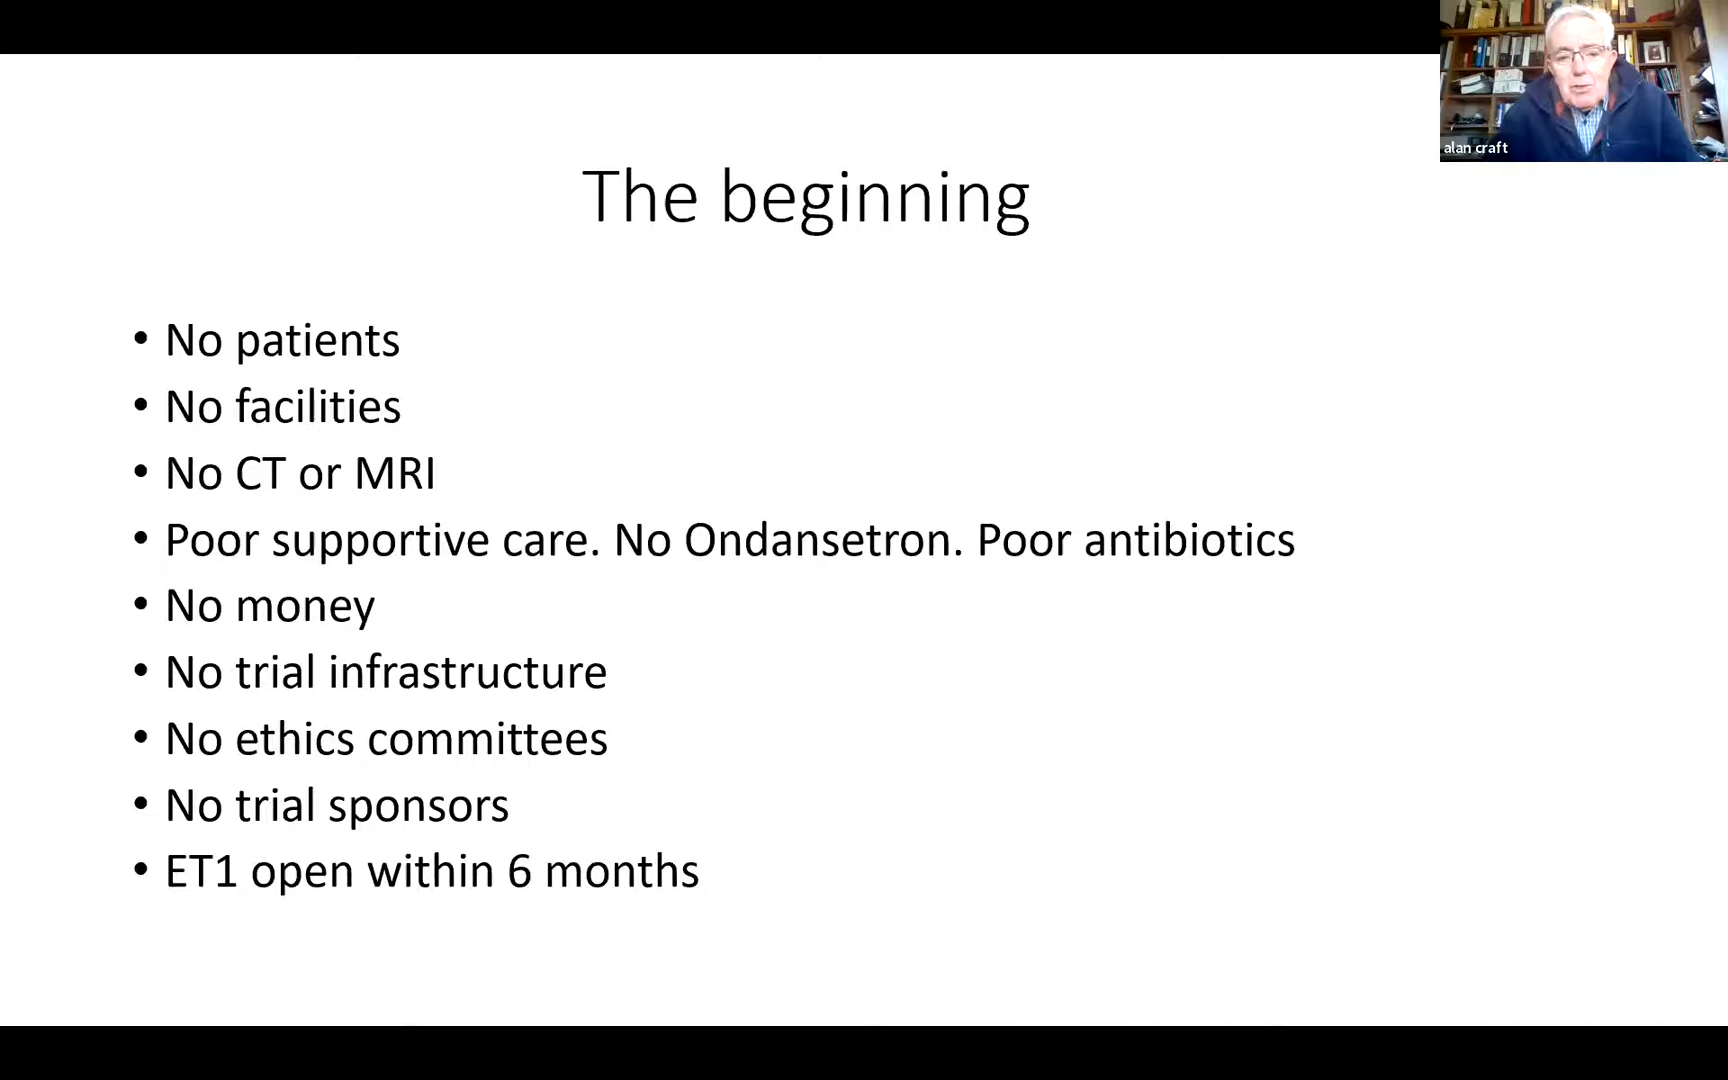 alan craft
The beginning
• No patients
• No facilities
• No CT or MRI
• Poor supportive care. No Ondansetron. Poor antibiotics
• No money
• No trial infrastructure
• No ethics committees
• No trial sponsors
• ET1 open within 6 months